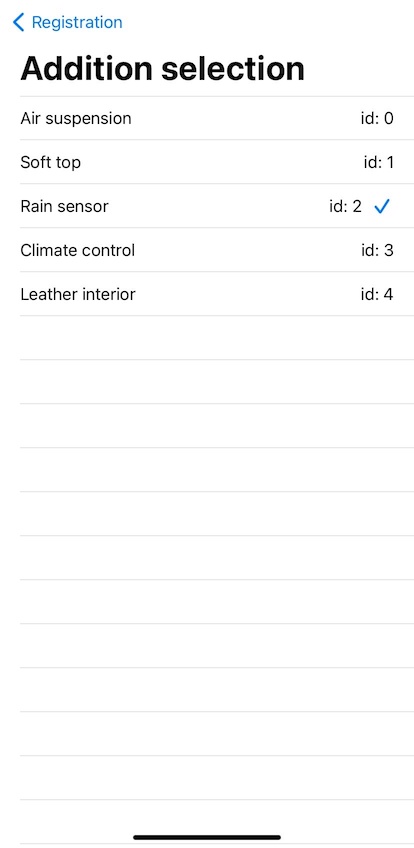 Registration
Addition selection
Air suspension id: 0
Soft top id: 1
Rain sensor id: 2
Climate control id: 3
Leather interior id: 4